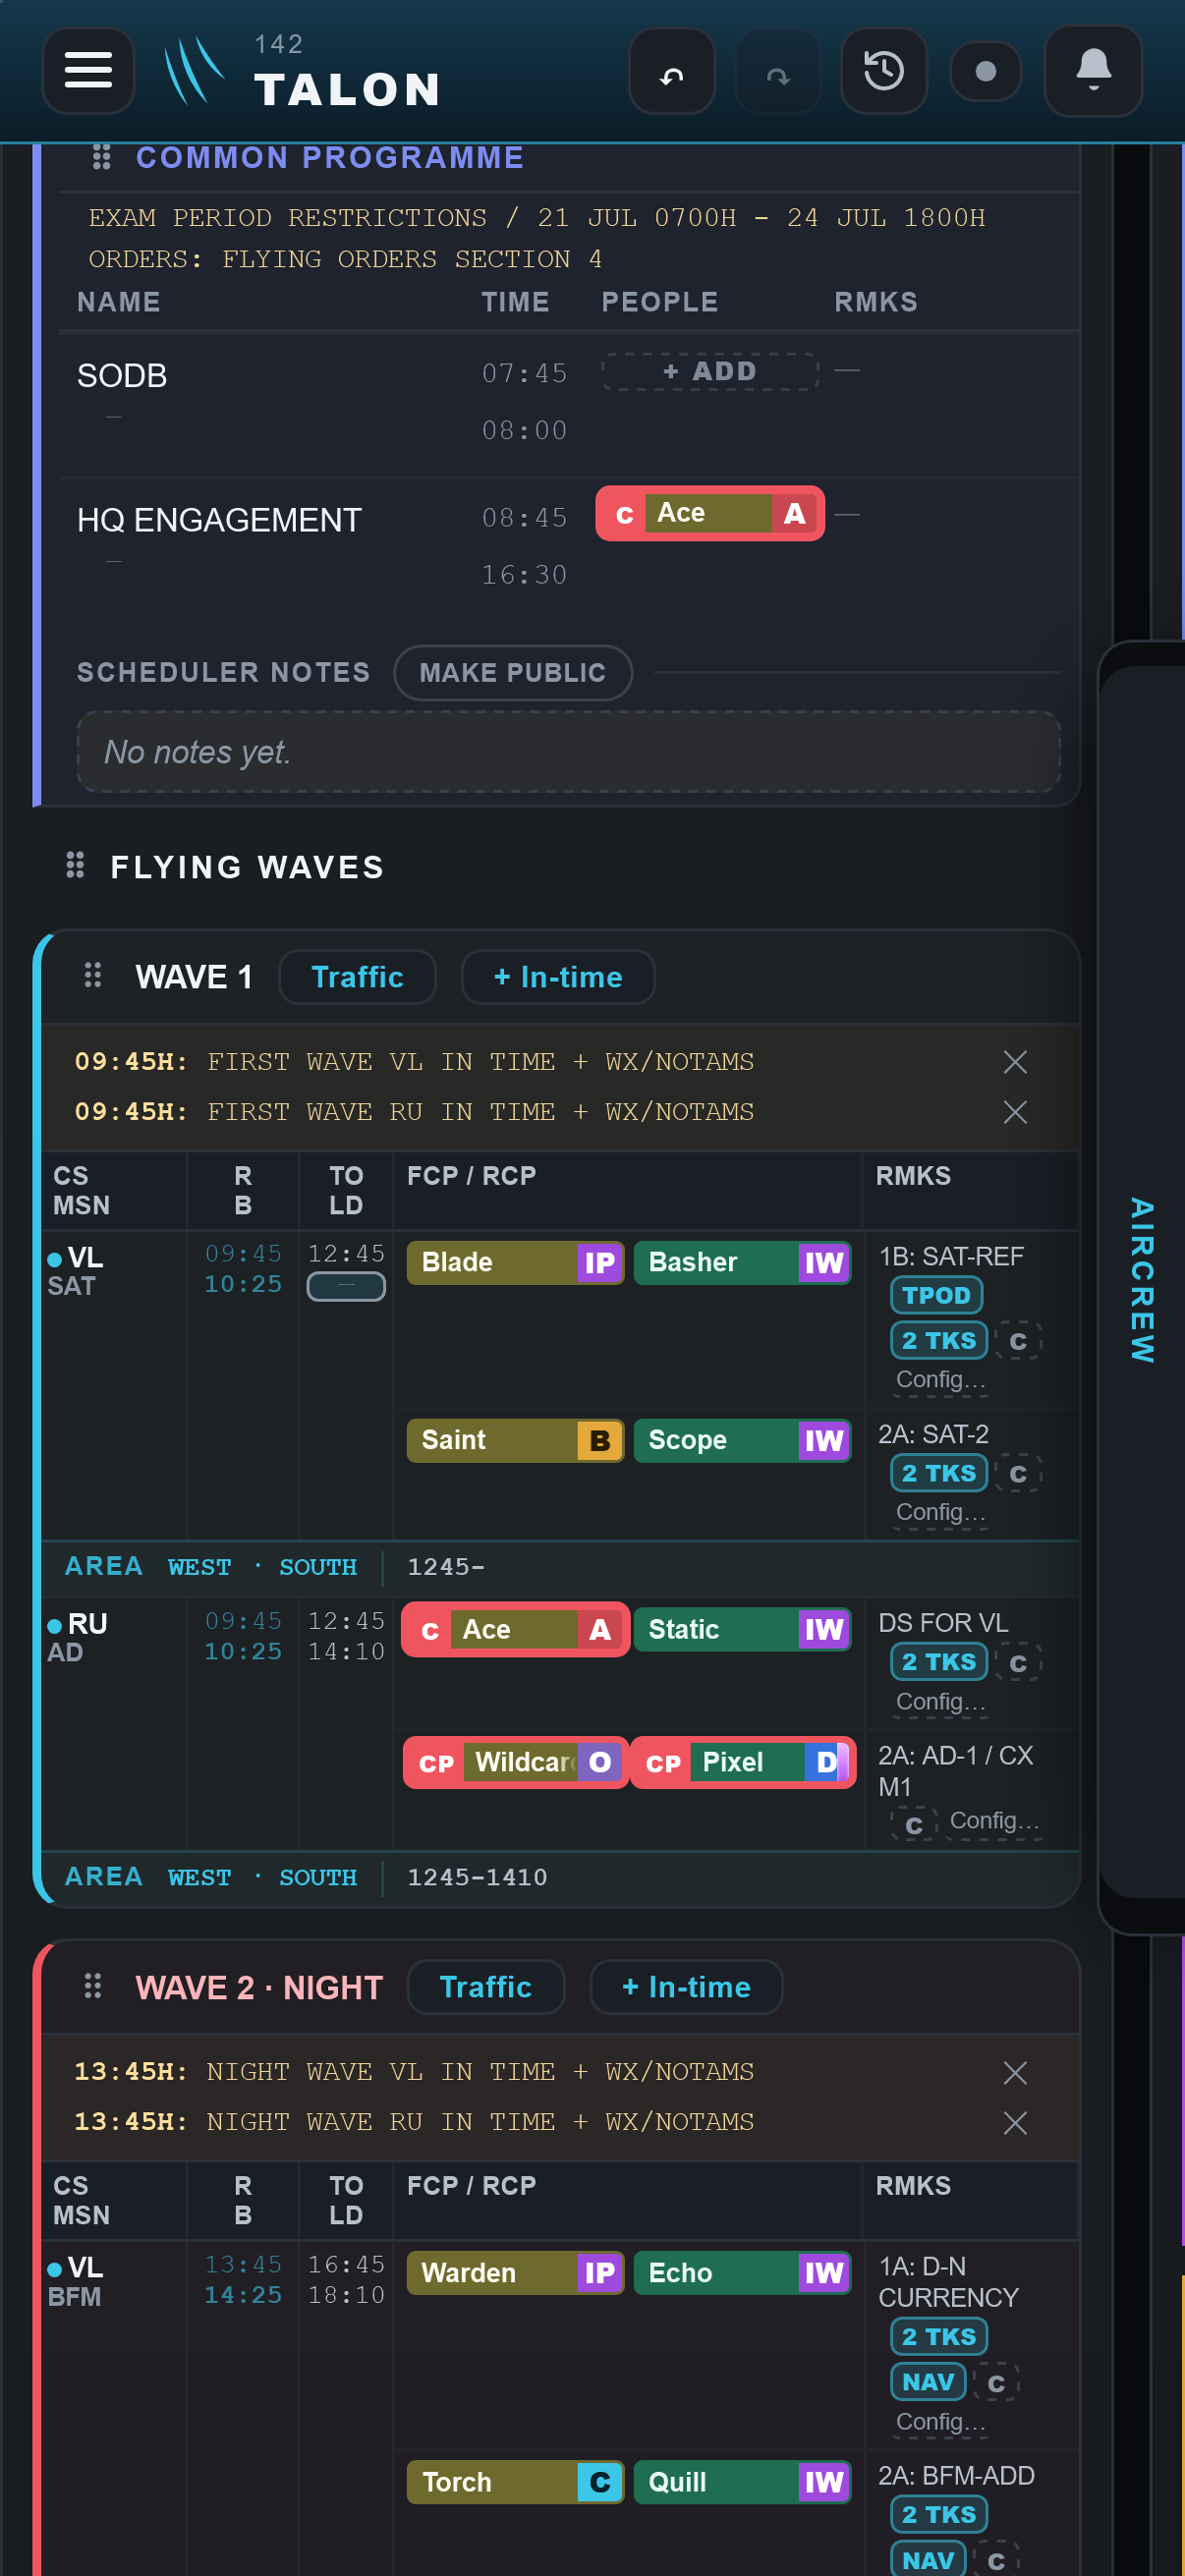 142
TALON
COMMON PROGRAMME
EXAM PERIOD RESTRICTIONS / 21 JUL 0700H – 24 JUL 1800H
ORDERS: FLYING ORDERS SECTION 4
NAME TIME PEOPLE RMKS
SODB 07:45 + ADD —
— 08:00
HQ ENGAGEMENT 08:45 C Ace A —
— 16:30
SCHEDULER NOTES MAKE PUBLIC
No notes yet.
FLYING WAVES
WAVE 1 Traffic + In-time
09:45H: FIRST WAVE VL IN TIME + WX/NOTAMS
09:45H: FIRST WAVE RU IN TIME + WX/NOTAMS
CS R TO FCP / RCP RMKS
MSN B LD
VL 09:45 12:45 Blade IP Basher IW 1B: SAT-REF
SAT 10:25 — TPOD
2 TKS C
Config...
Saint B Scope IW 2A: SAT-2
2 TKS C
Config...
AREA WEST · SOUTH 1245–
RU 09:45 12:45 C Ace A Static IW DS FOR VL
AD 10:25 14:10 2 TKS C
Config...
CP Wildcar O CP Pixel D 2A: AD-1 / CX
M1
C Config...
AREA WEST · SOUTH 1245–1410
WAVE 2 · NIGHT Traffic + In-time
13:45H: NIGHT WAVE VL IN TIME + WX/NOTAMS
13:45H: NIGHT WAVE RU IN TIME + WX/NOTAMS
CS R TO FCP / RCP RMKS
MSN B LD
VL 13:45 16:45 Warden IP Echo IW 1A: D-N
BFM 14:25 18:10 CURRENCY
2 TKS
NAV C
Config...
Torch C Quill IW 2A: BFM-ADD
2 TKS
NAV C
AIRCREW